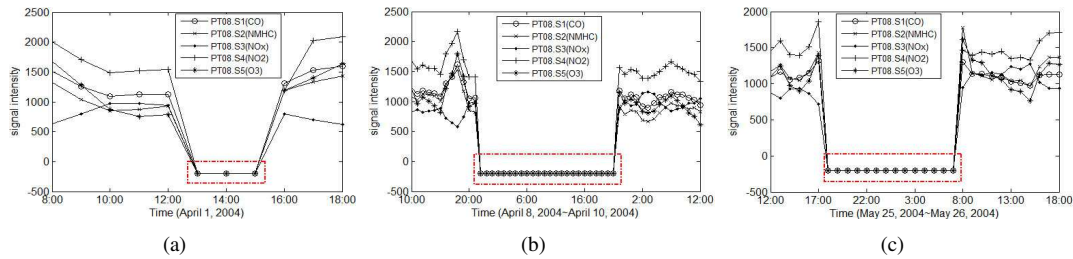 2500
2000
1500
1000
500
0
-500
signal intensity
PT08.S1(CO)
PT08.S2(NMHC)
PT08.S3(NOx)
PT08.S4(NO2)
PT08.S5(O3)
8:00 10:00 12:00 14:00 16:00 18:00
Time (April 1, 2004)
(a)
2500
2000
1500
1000
500
0
-500
signal intensity
PT08.S1(CO)
PT08.S2(NMHC)
PT08.S3(NOx)
PT08.S4(NO2)
PT08.S5(O3)
10:00 20:00 6:00 16:00 2:00 12:00
Time (April 8, 2004~April 10, 2004)
(b)
2000
1500
1000
500
0
-500
signal intensity
PT08.S1(CO)
PT08.S2(NMHC)
PT08.S3(NOx)
PT08.S4(NO2)
PT08.S5(O3)
12:00 17:00 22:00 3:00 8:00 13:00 18:00
Time (May 25, 2004~May 26, 2004)
(c)